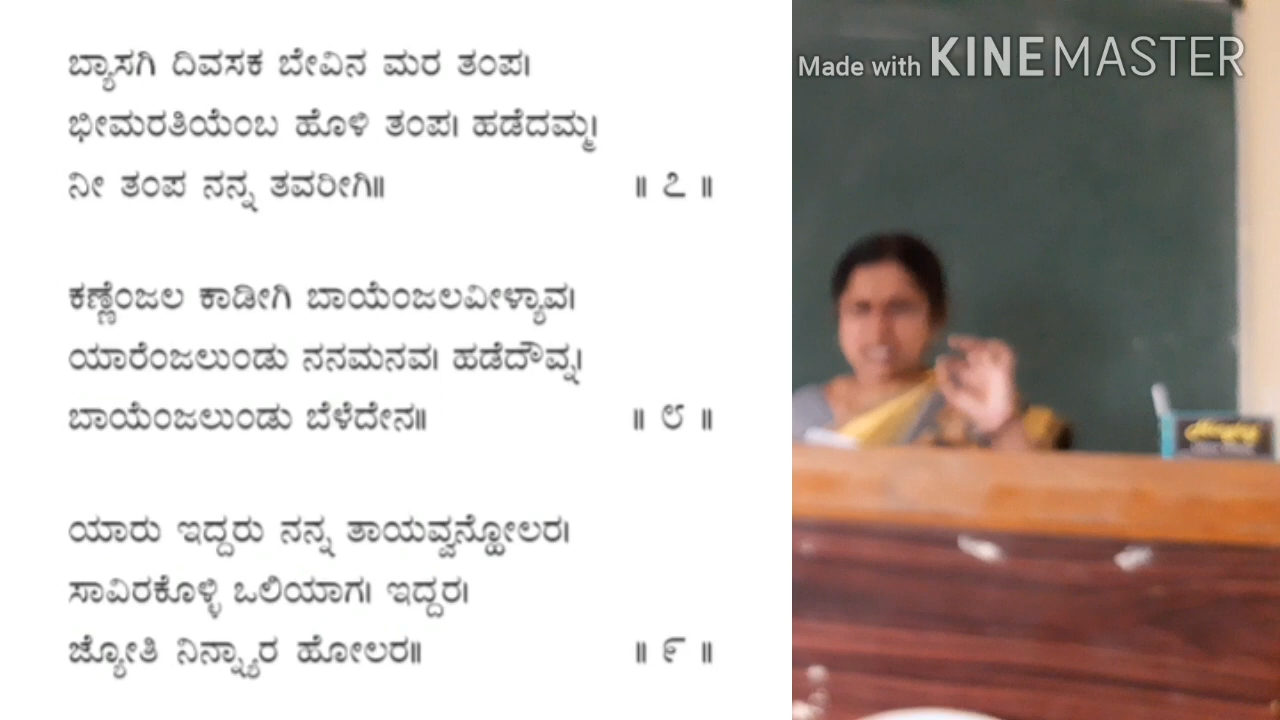 ಬ್ಯಾಸಗಿ ದಿವಸಕ ಬೇವಿನ ಮರ ತಂಪ।
ಭೀಮರತಿಯೆಂಬ ಹೊಳಿ ತಂಪ। ಹಡೆದಮ್ಮ।
ನೀ ತಂಪ ನನ್ನ ತವರೀಗಿ॥ ॥ ೭ ॥
ಕಣ್ಣೆಂಜಲ ಕಾಡೀಗಿ ಬಾಯೆಂಜಲವೀಳ್ಯಾವ।
ಯಾರೆಂಜಲುಂಡು ನನಮನವ। ಹಡೆದೌವ್ನ।
ಬಾಯೆಂಜಲುಂಡು ಬೆಳೆದೇನ॥ ॥ ೮ ॥
ಯಾರು ಇದ್ದರು ನನ್ನ ತಾಯವ್ವನ್ಹೋಲರ।
ಸಾವಿರಕೊಳ್ಳಿ ಒಲಿಯಾಗ। ಇದ್ದರ।
ಜ್ಯೋತಿ ನಿನ್ನ್ಯಾರ ಹೋಲರ॥ ॥ ೯ ॥
Made with KINEMASTER